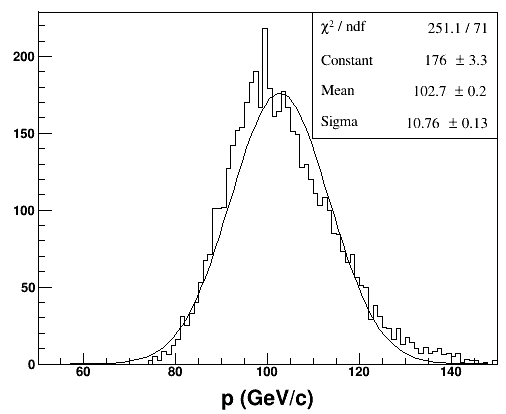 χ² / ndf 251.1 / 71
Constant 176 ± 3.3
Mean 102.7 ± 0.2
Sigma 10.76 ± 0.13
200
150
100
50
0
60 80 100 120 140
p (GeV/c)